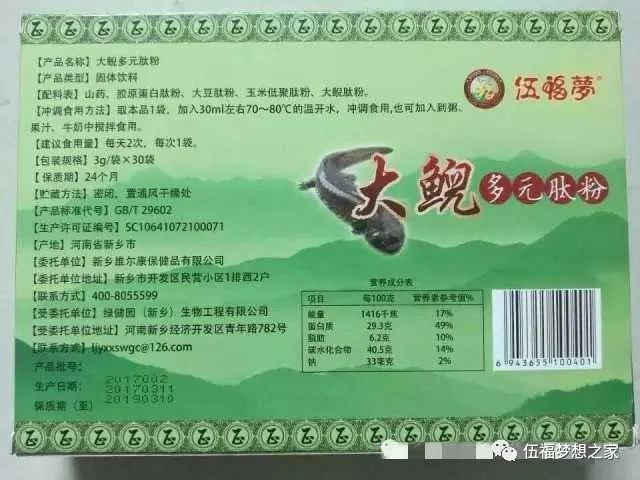 【产品名称】大鲵多元肽粉
【产品类型】固体饮料
【配料表】山药、胶原蛋白肽粉、大豆肽粉、玉米低聚肽粉、大鲵肽粉。
【冲调食用方法】取本品1袋，加入30ml左右70～80℃的温开水，冲调食用,也可加入到粥、
果汁、牛奶中搅拌食用。
【建议食用量】每天2次，每次1袋。
【包装规格】3g/袋×30袋
【保质期】24个月
【贮藏方法】密闭，置通风干燥处
【产品标准代号】GB/T 29602
【生产许可证编号】SC10641072100071
【产地】河南省新乡市
【委托单位】新乡维尔康保健品有限公司
【委托单位地址】新乡市开发区民营小区1排西2户
【联系方式】400-8055599
【受委托单位】绿健园（新乡）生物工程有限公司
【受委托单位地址】河南新乡经济开发区青年路782号
【联系方式】ljyxxswgc@126.com
产品批号：
2017002
生产日期：
20170311
保质期（至）
20190310
伍福夢
大鲵多元肽粉
营养成分表
项目 每100克 营养素参考值%
能量 1416千焦 17%
蛋白质 29.3克 49%
脂肪 6.2克 10%
碳水化合物 40.5克 14%
钠 33毫克 2%
6 943655 100401
伍福梦想之家